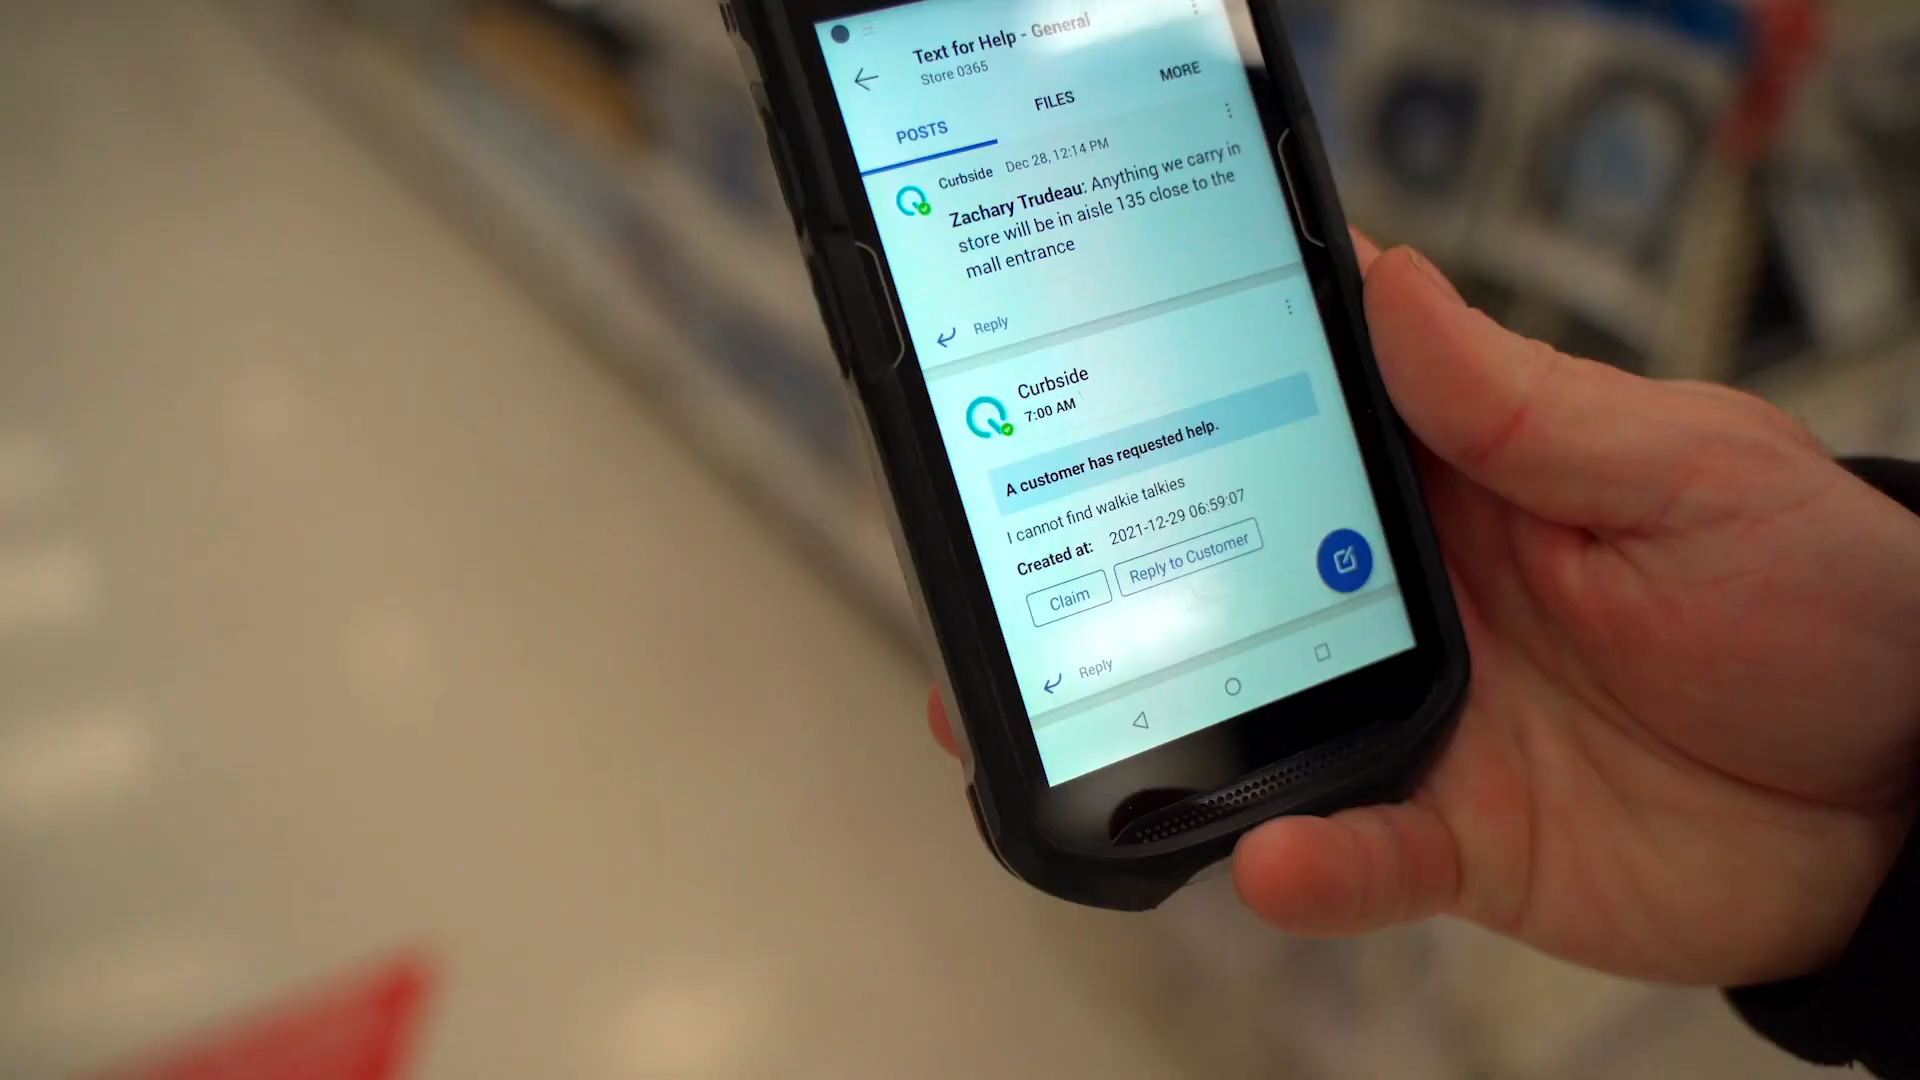 Text for Help - General
Store 0365
POSTS
FILES
MORE
Curbside Dec 28, 12:14 PM
Zachary Trudeau: Anything we carry in
store will be in aisle 135 close to the
mall entrance
Reply
Curbside
7:00 AM
A customer has requested help.
I cannot find walkie talkies
Created at: 2021-12-29 06:59:07
Claim
Reply to Customer
Reply